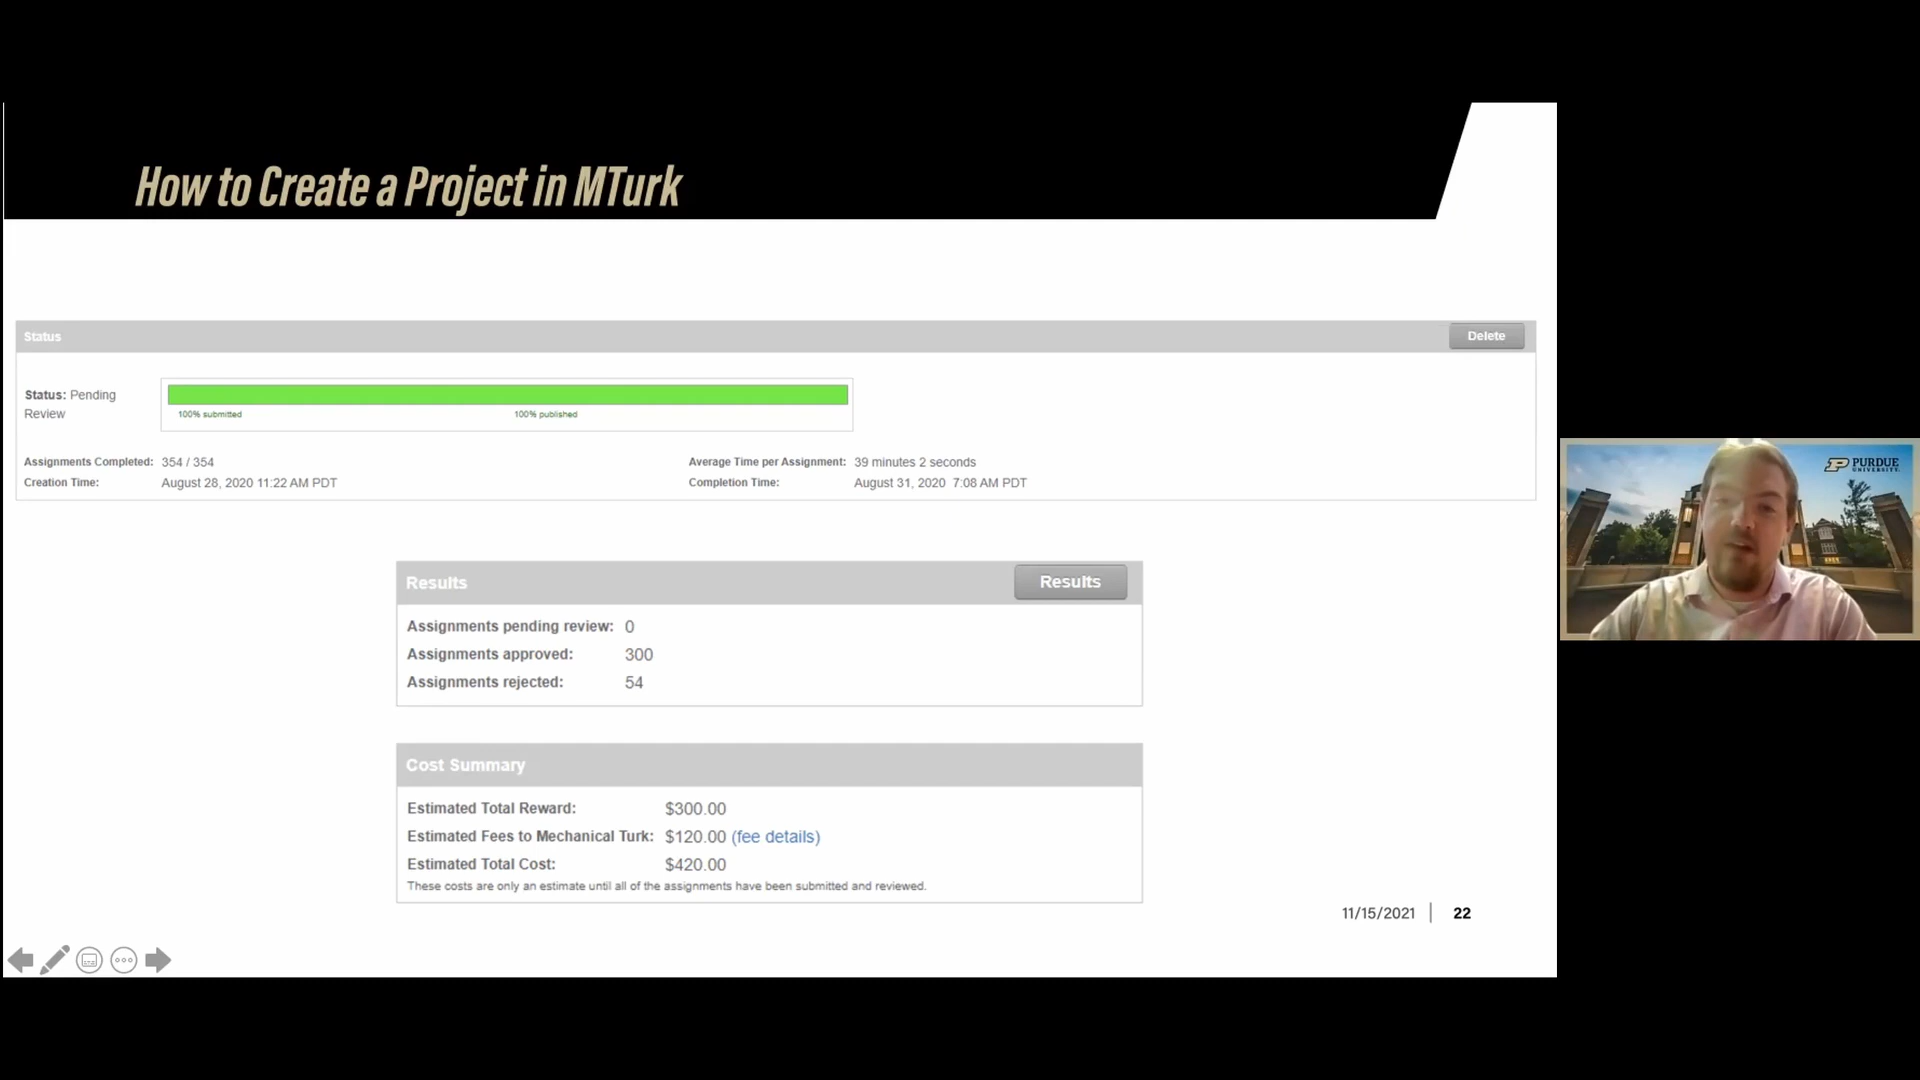 How to Create a Project in MTurk
Status
Delete
Status: Pending
Review
100% submitted 100% published
Assignments Completed: 354 / 354 Average Time per Assignment: 39 minutes 2 seconds
Creation Time: August 28, 2020 11:22 AM PDT Completion Time: August 31, 2020 7:08 AM PDT
PURDUE
UNIVERSITY
Results
Results
Assignments pending review: 0
Assignments approved: 300
Assignments rejected: 54
Cost Summary
Estimated Total Reward: $300.00
Estimated Fees to Mechanical Turk: $120.00 (fee details)
Estimated Total Cost: $420.00
These costs are only an estimate until all of the assignments have been submitted and reviewed.
11/15/2021 | 22